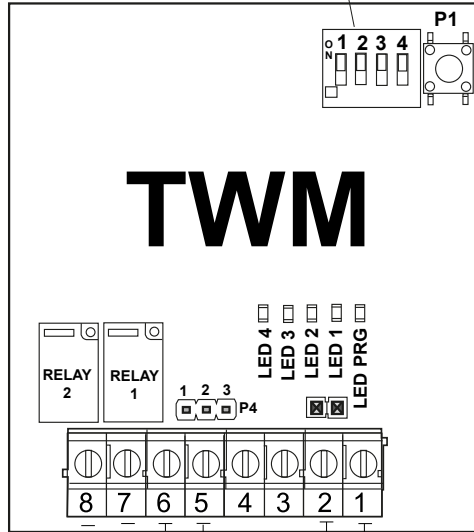 P1
ON 1 2 3 4
TWM
LED 4
LED 3
LED 2
LED 1
LED PRG
RELAY
2
RELAY
1
1 2 3
P4
8 7 6 5 4 3 2 1